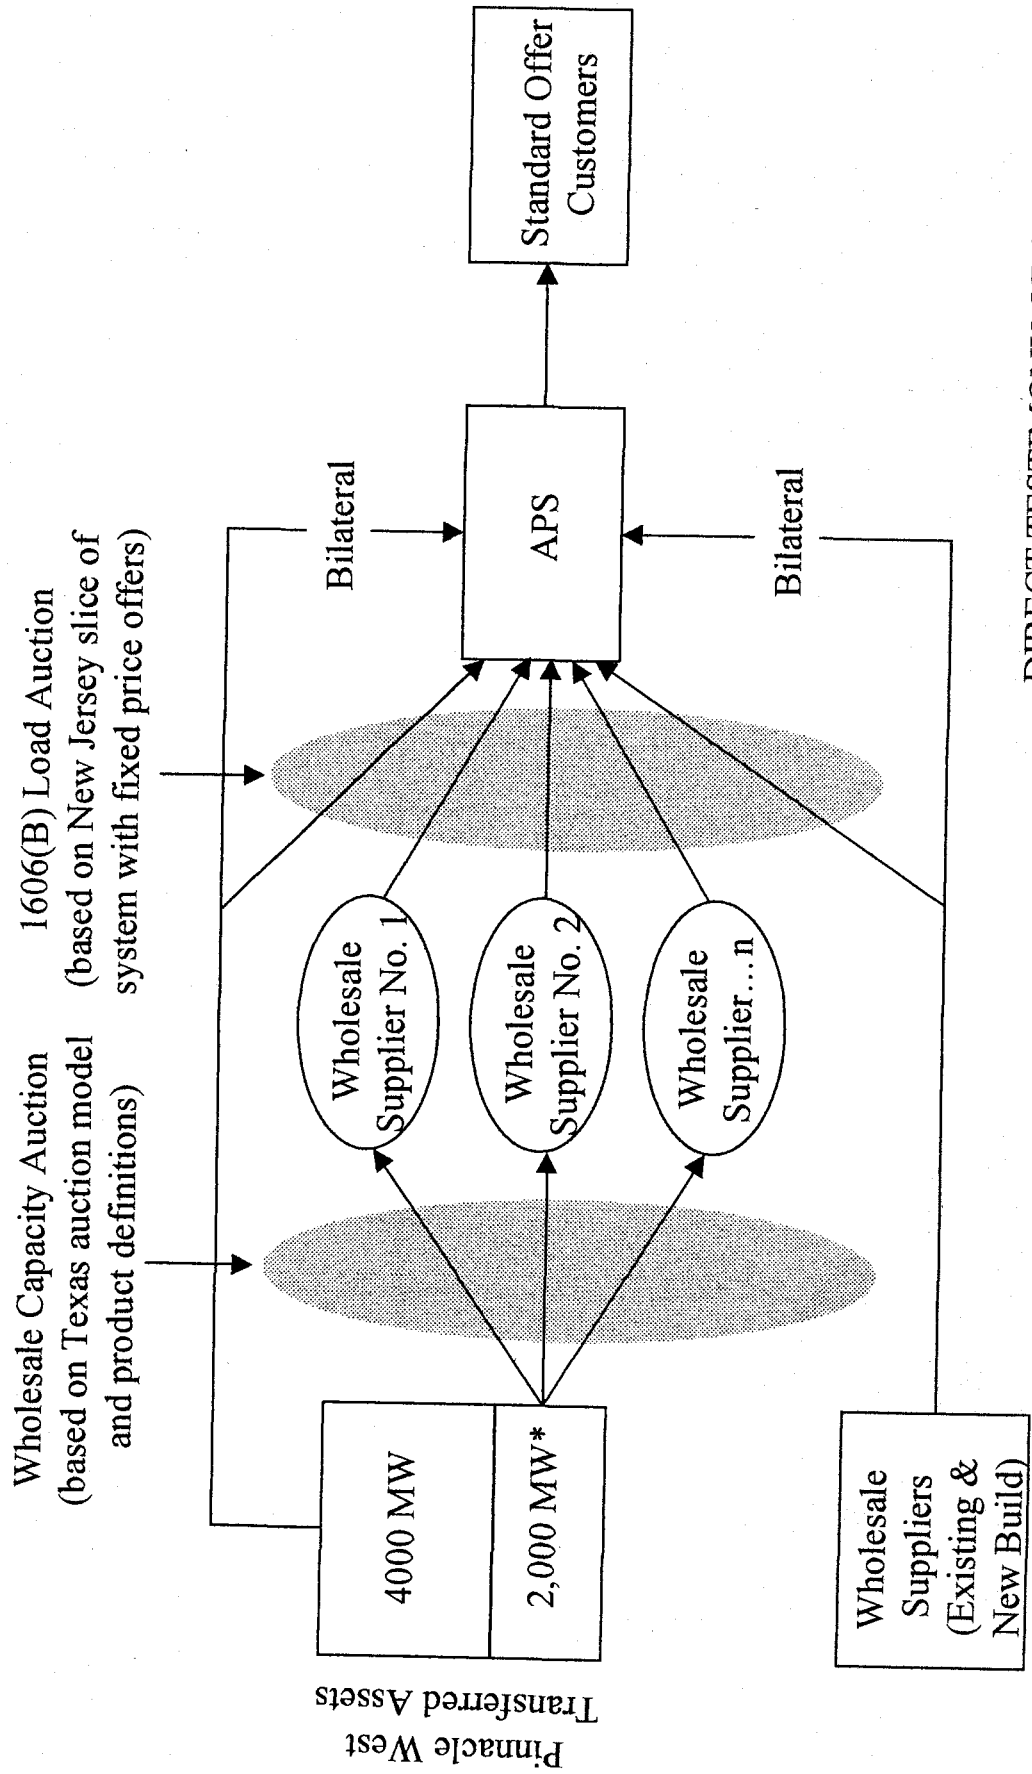 Wholesale Capacity Auction
(based on Texas auction model
and product definitions)
1606(B) Load Auction
(based on New Jersey slice of
system with fixed price offers)
Pinnacle West
Transferred Assets
4000 MW
2,000 MW*
Wholesale
Supplier No. 1
Wholesale
Supplier No. 2
Wholesale
Supplier...n
Bilateral
APS
Bilateral
Standard Offer
Customers
Wholesale
Suppliers
(Existing &
New Build)